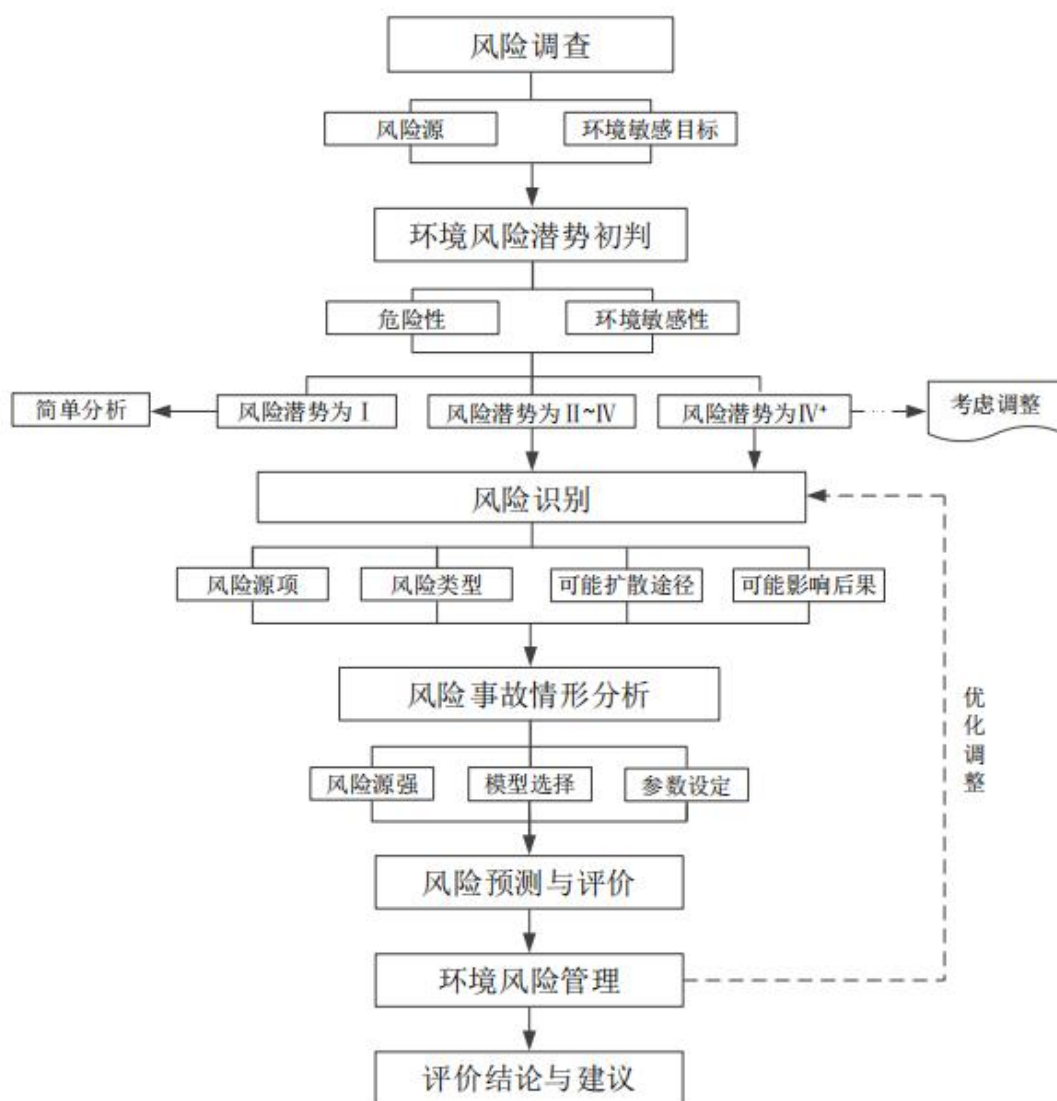 风险调查
风险源
环境敏感目标
环境风险潜势初判
危险性
环境敏感性
简单分析
风险潜势为Ⅰ
风险潜势为Ⅱ~Ⅳ
风险潜势为Ⅳ⁺
考虑调整
风险识别
风险源项
风险类型
可能扩散途径
可能影响后果
风险事故情形分析
风险源强
模型选择
参数设定
优化调整
风险预测与评价
环境风险管理
评价结论与建议